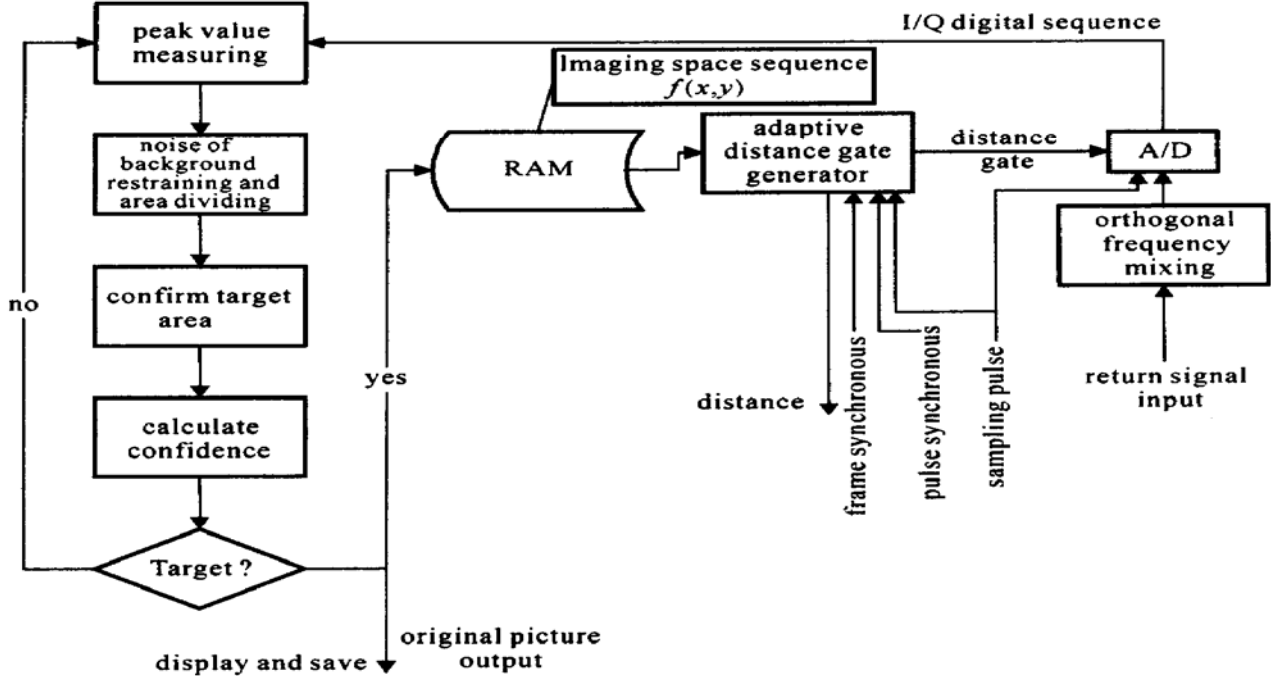 peak value
measuring
noise of
background
restraining and
area dividing
confirm target
area
calculate
confidence
Target ?
no
yes
display and save
original picture
output
Imaging space sequence
f(x,y)
RAM
adaptive
distance gate
generator
distance
frame synchronous
pulse synchronous
sampling pulse
distance
gate
I/Q digital sequence
A/D
orthogonal
frequency
mixing
return signal
input